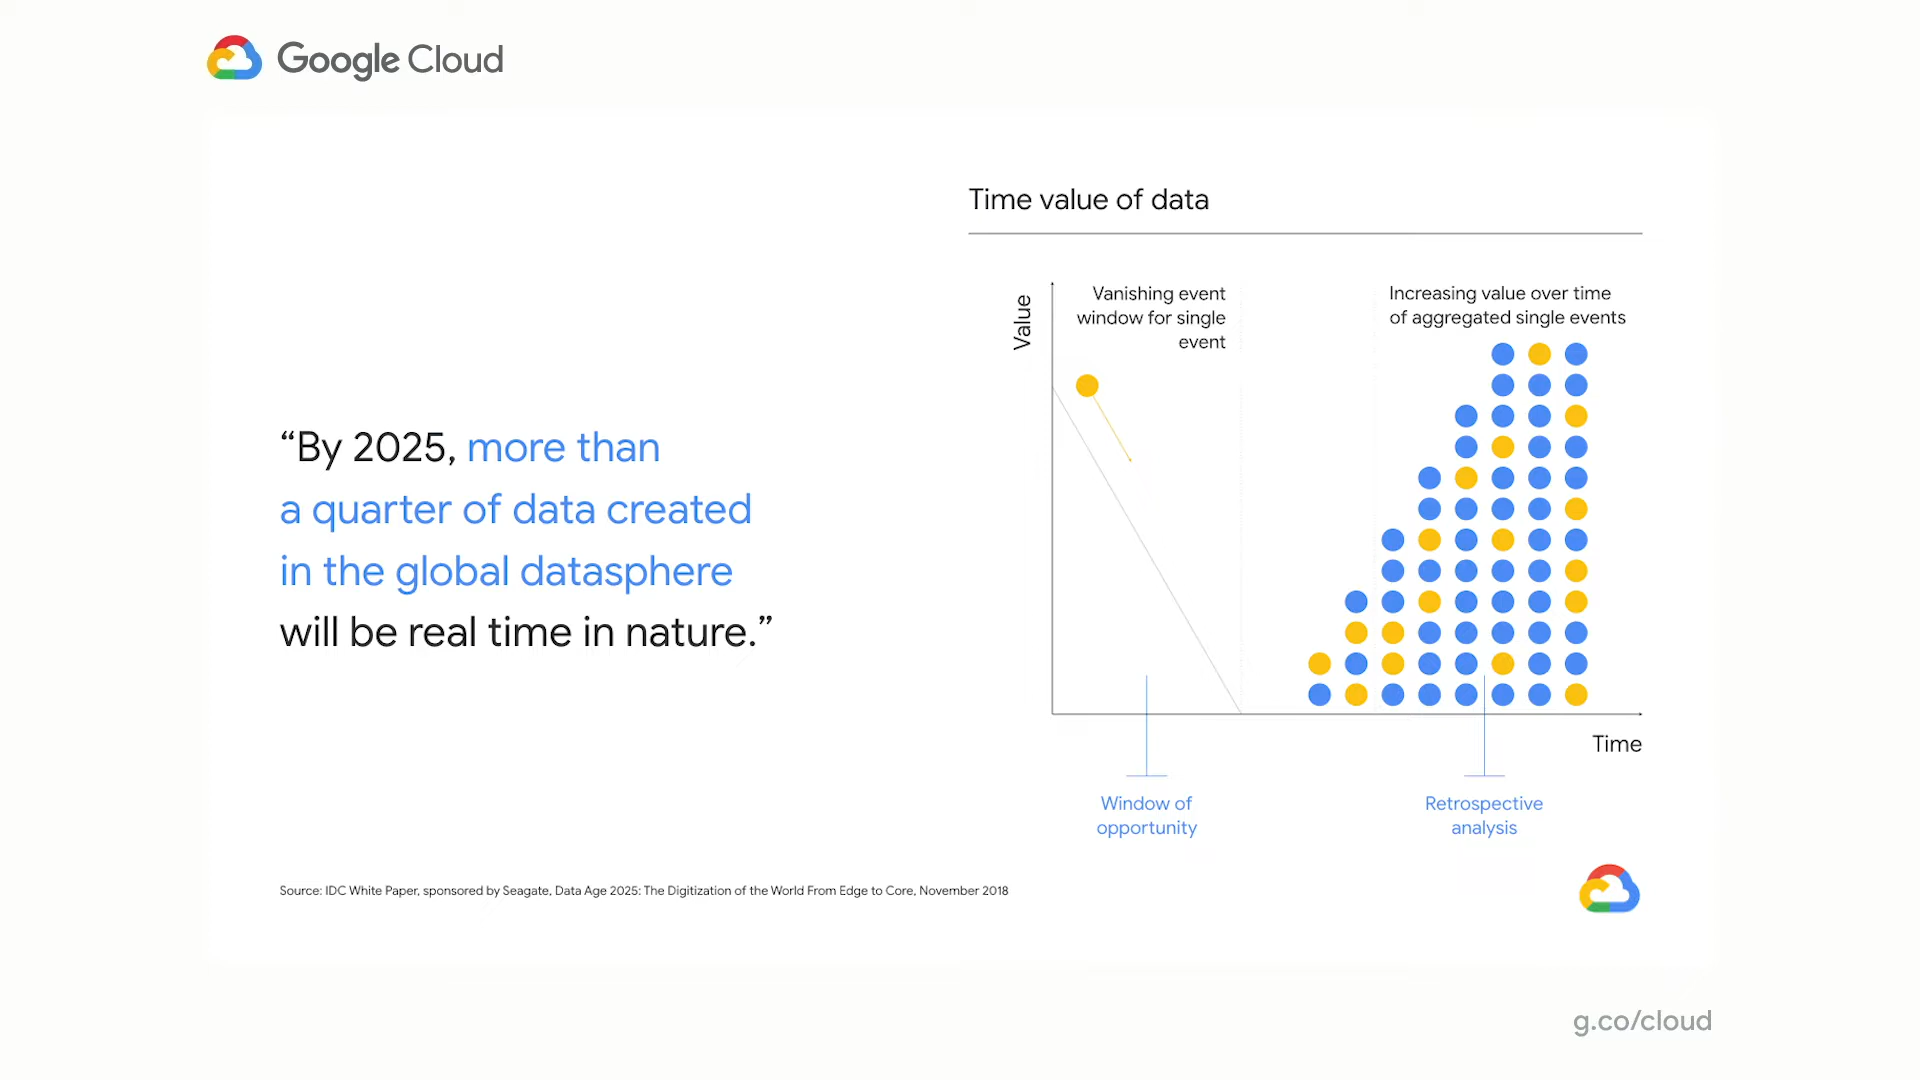 Google Cloud
Time value of data
Value
Vanishing event
window for single
event
Increasing value over time
of aggregated single events
“By 2025, more than
a quarter of data created
in the global datasphere
will be real time in nature.”
Time
Window of
opportunity
Retrospective
analysis
Source: IDC White Paper, sponsored by Seagate, Data Age 2025: The Digitization of the World From Edge to Core, November 2018
g.co/cloud